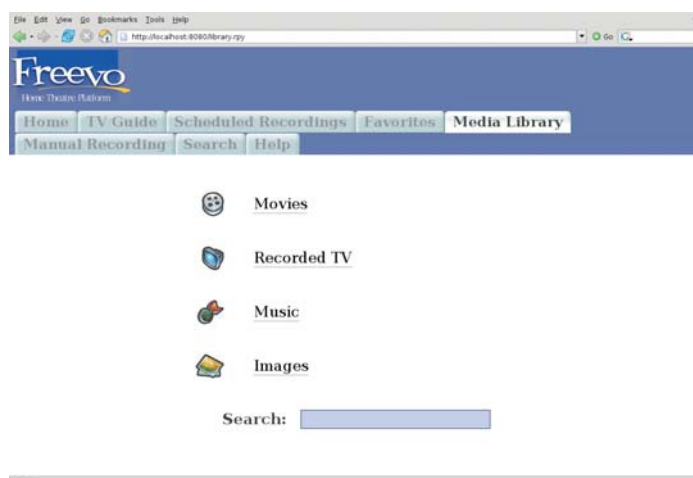 File Edit View Go Bookmarks Tools Help
http://localhost:8080/library.rpy Go G
Freevo
Home Theatre Platform
Home TV Guide Scheduled Recordings Favorites Media Library
Manual Recording Search Help
Movies
Recorded TV
Music
Images
Search: